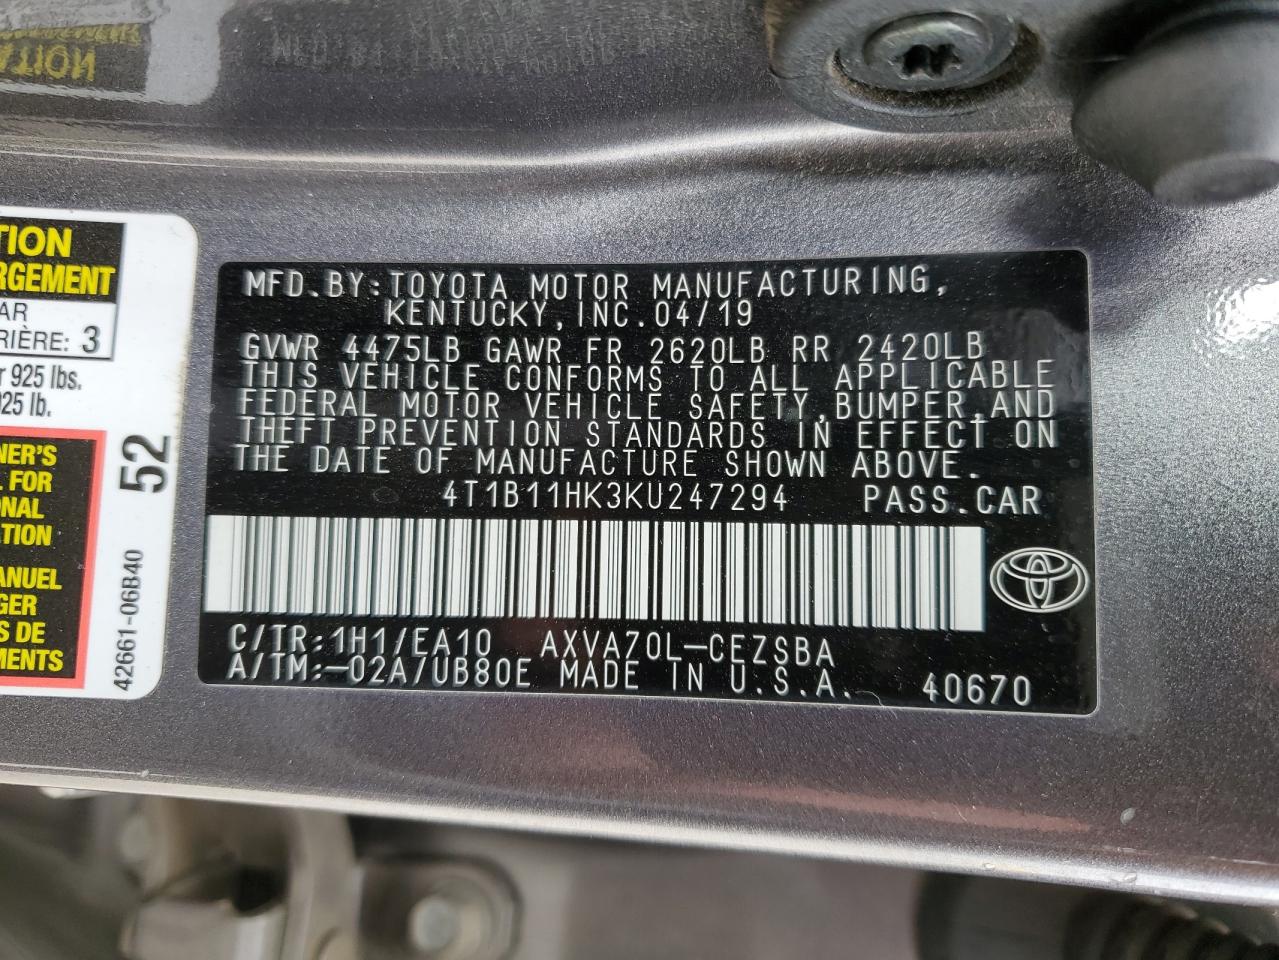 TATION
TION
RGEMENT
AR
RIÈRE: 3
925 lbs.
925 lb.
NER'S
FOR
ONAL
TION
ANUEL
GER
S DE
MENTS
52
42661-06B40
MFD.BY:TOYOTA MOTOR MANUFACTURING,
KENTUCKY,INC.04/19
GVWR 4475LB GAWR FR 2620LB RR 2420LB
THIS VEHICLE CONFORMS TO ALL APPLICABLE
FEDERAL MOTOR VEHICLE SAFETY,BUMPER,AND
THEFT PREVENTION STANDARDS IN EFFECT ON
THE DATE OF MANUFACTURE SHOWN ABOVE.
4T1B11HK3KU247294 PASS.CAR
C/TR:1H1/EA10 AXVA70L-CEZSBA
A/TM:-02A/UB80E MADE IN U.S.A. 40670